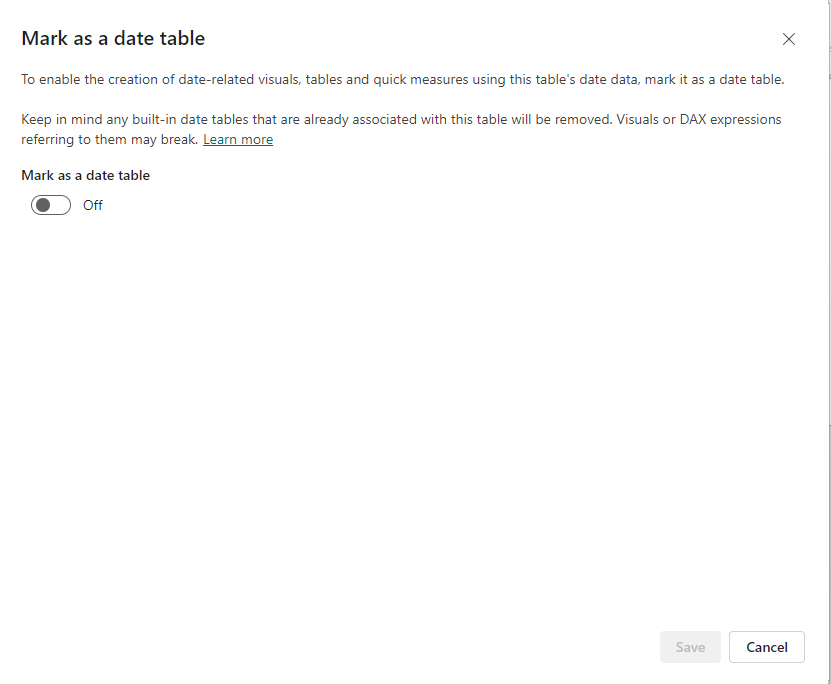 Mark as a date table
To enable the creation of date-related visuals, tables and quick measures using this table's date data, mark it as a date table.
Keep in mind any built-in date tables that are already associated with this table will be removed. Visuals or DAX expressions
referring to them may break. Learn more
Mark as a date table
Off
Save Cancel